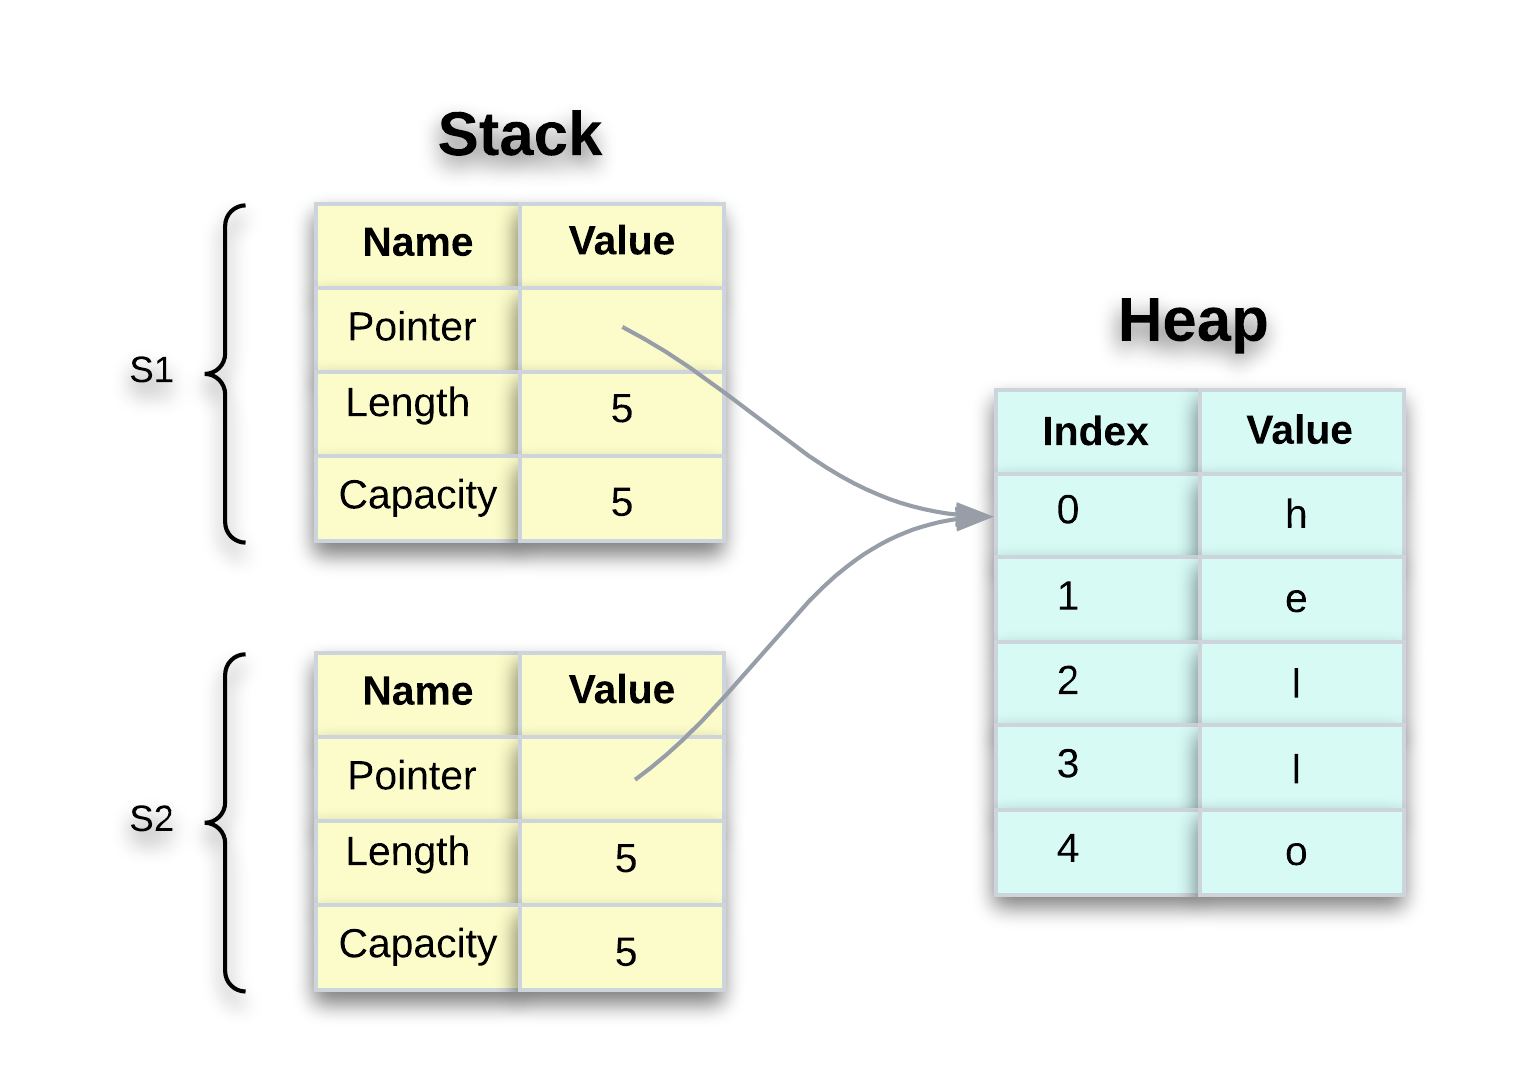 Stack
Name Value
Pointer
Length 5
Capacity 5
S1
Name Value
Pointer
Length 5
Capacity 5
S2
Heap
Index Value
0 h
1 e
2 l
3 l
4 o